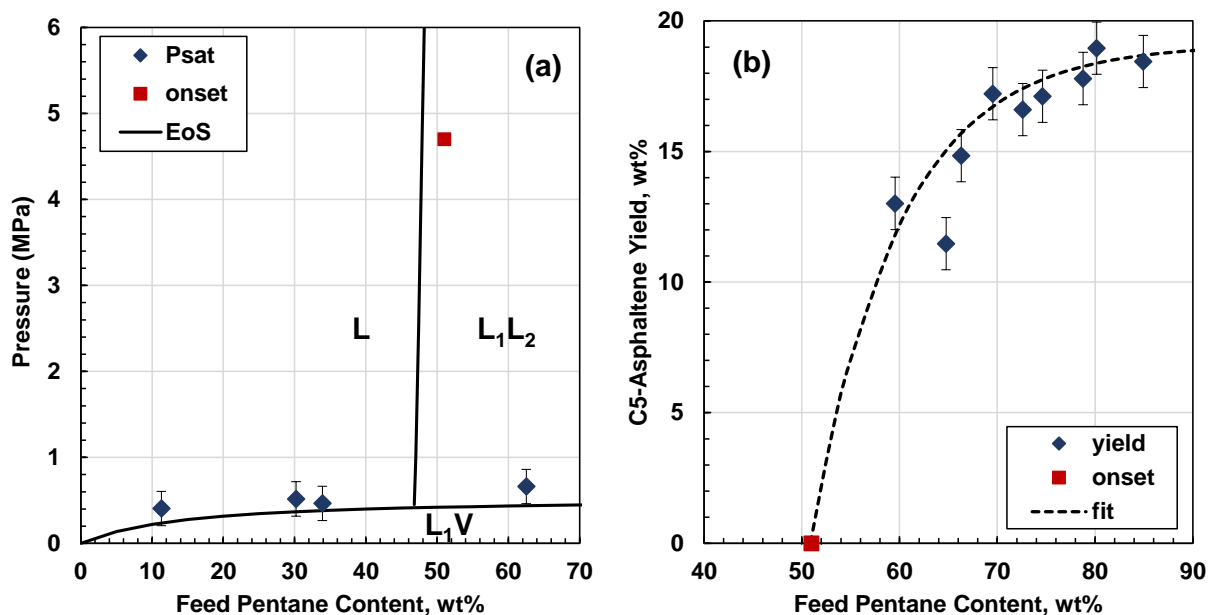 (a)
Psat
onset
EoS
Pressure (MPa)
6
5
4
3
2
1
0
L
L₁L₂
L₁V
0 10 20 30 40 50 60 70
Feed Pentane Content, wt%
(b)
C5-Asphaltene Yield, wt%
20
15
10
5
0
yield
onset
fit
40 50 60 70 80 90
Feed Pentane Content, wt%